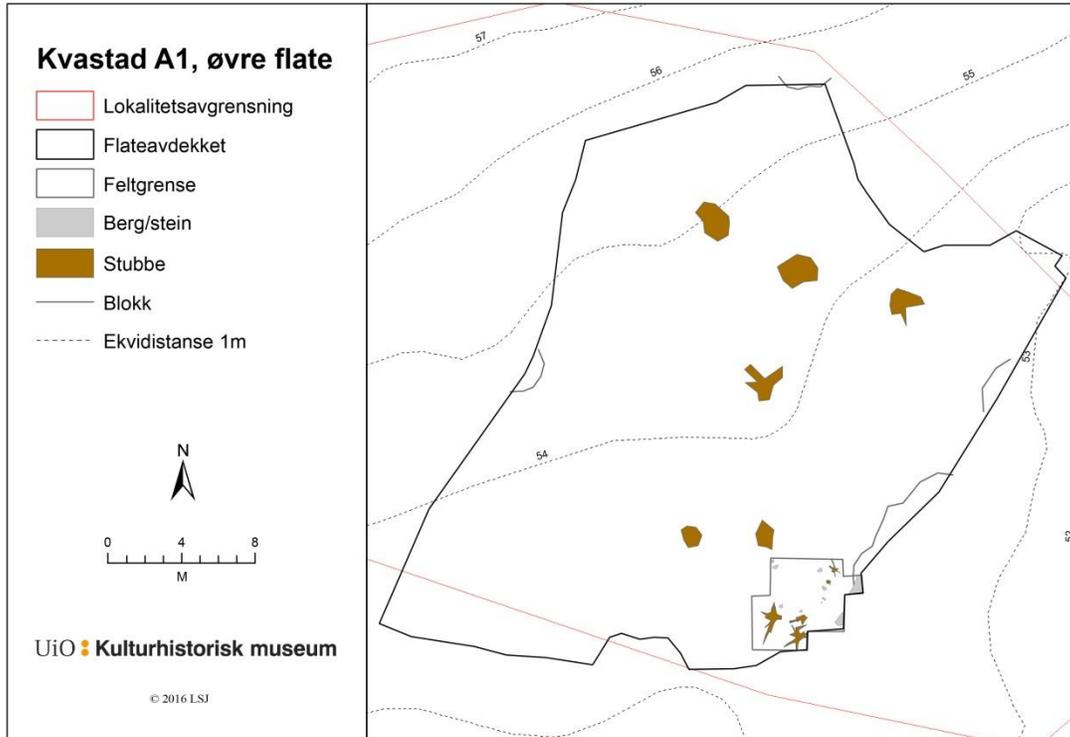 Kvastad A1, øvre flate
Lokalitetsavgrensning
Flateavdekket
Feltgrense
Berg/stein
Stubbe
Blokk
Ekvidistanse 1m
N
0 4 8
M
UiO Kulturhistorisk museum
© 2016 LSJ
57
56
55
53
54
52